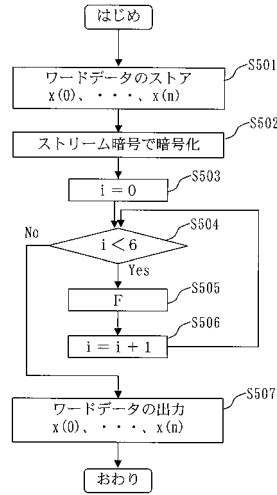 はじめ
S501
ワードデータのストア
x(0)、・・・、x(n)
S502
ストリーム暗号で暗号化
S503
i=0
S504
No
i<6
Yes
S505
F
S506
i=i+1
S507
ワードデータの出力
x(0)、・・・、x(n)
おわり